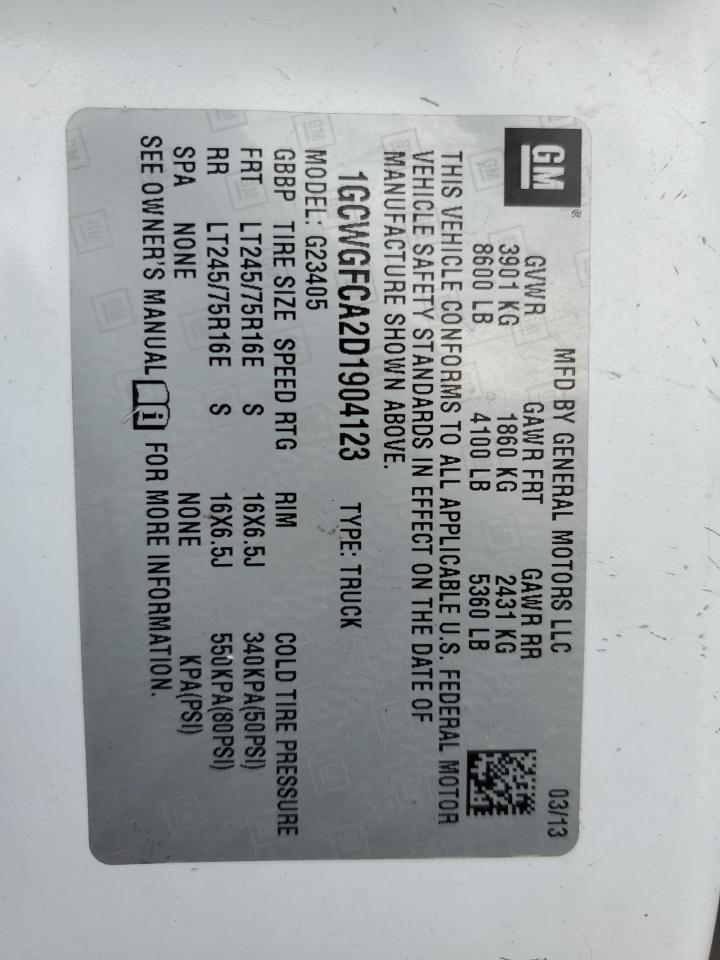 GM ®
MFD BY GENERAL MOTORS LLC 03/13
GVWR GAWR FRT GAWR RR
3901 KG 1860 KG 2431 KG
8600 LB 4100 LB 5360 LB
THIS VEHICLE CONFORMS TO ALL APPLICABLE U.S. FEDERAL MOTOR
VEHICLE SAFETY STANDARDS IN EFFECT ON THE DATE OF
MANUFACTURE SHOWN ABOVE.
1GCWGFCA2D1904123 TYPE: TRUCK
MODEL: G23405
GBBP TIRE SIZE SPEED RTG RIM COLD TIRE PRESSURE
FRT LT245/75R16E S 16X6.5J 340KPA(50PSI)
RR LT245/75R16E S 16X6.5J 550KPA(80PSI)
SPA NONE NONE KPA(PSI)
SEE OWNER'S MANUAL FOR MORE INFORMATION.